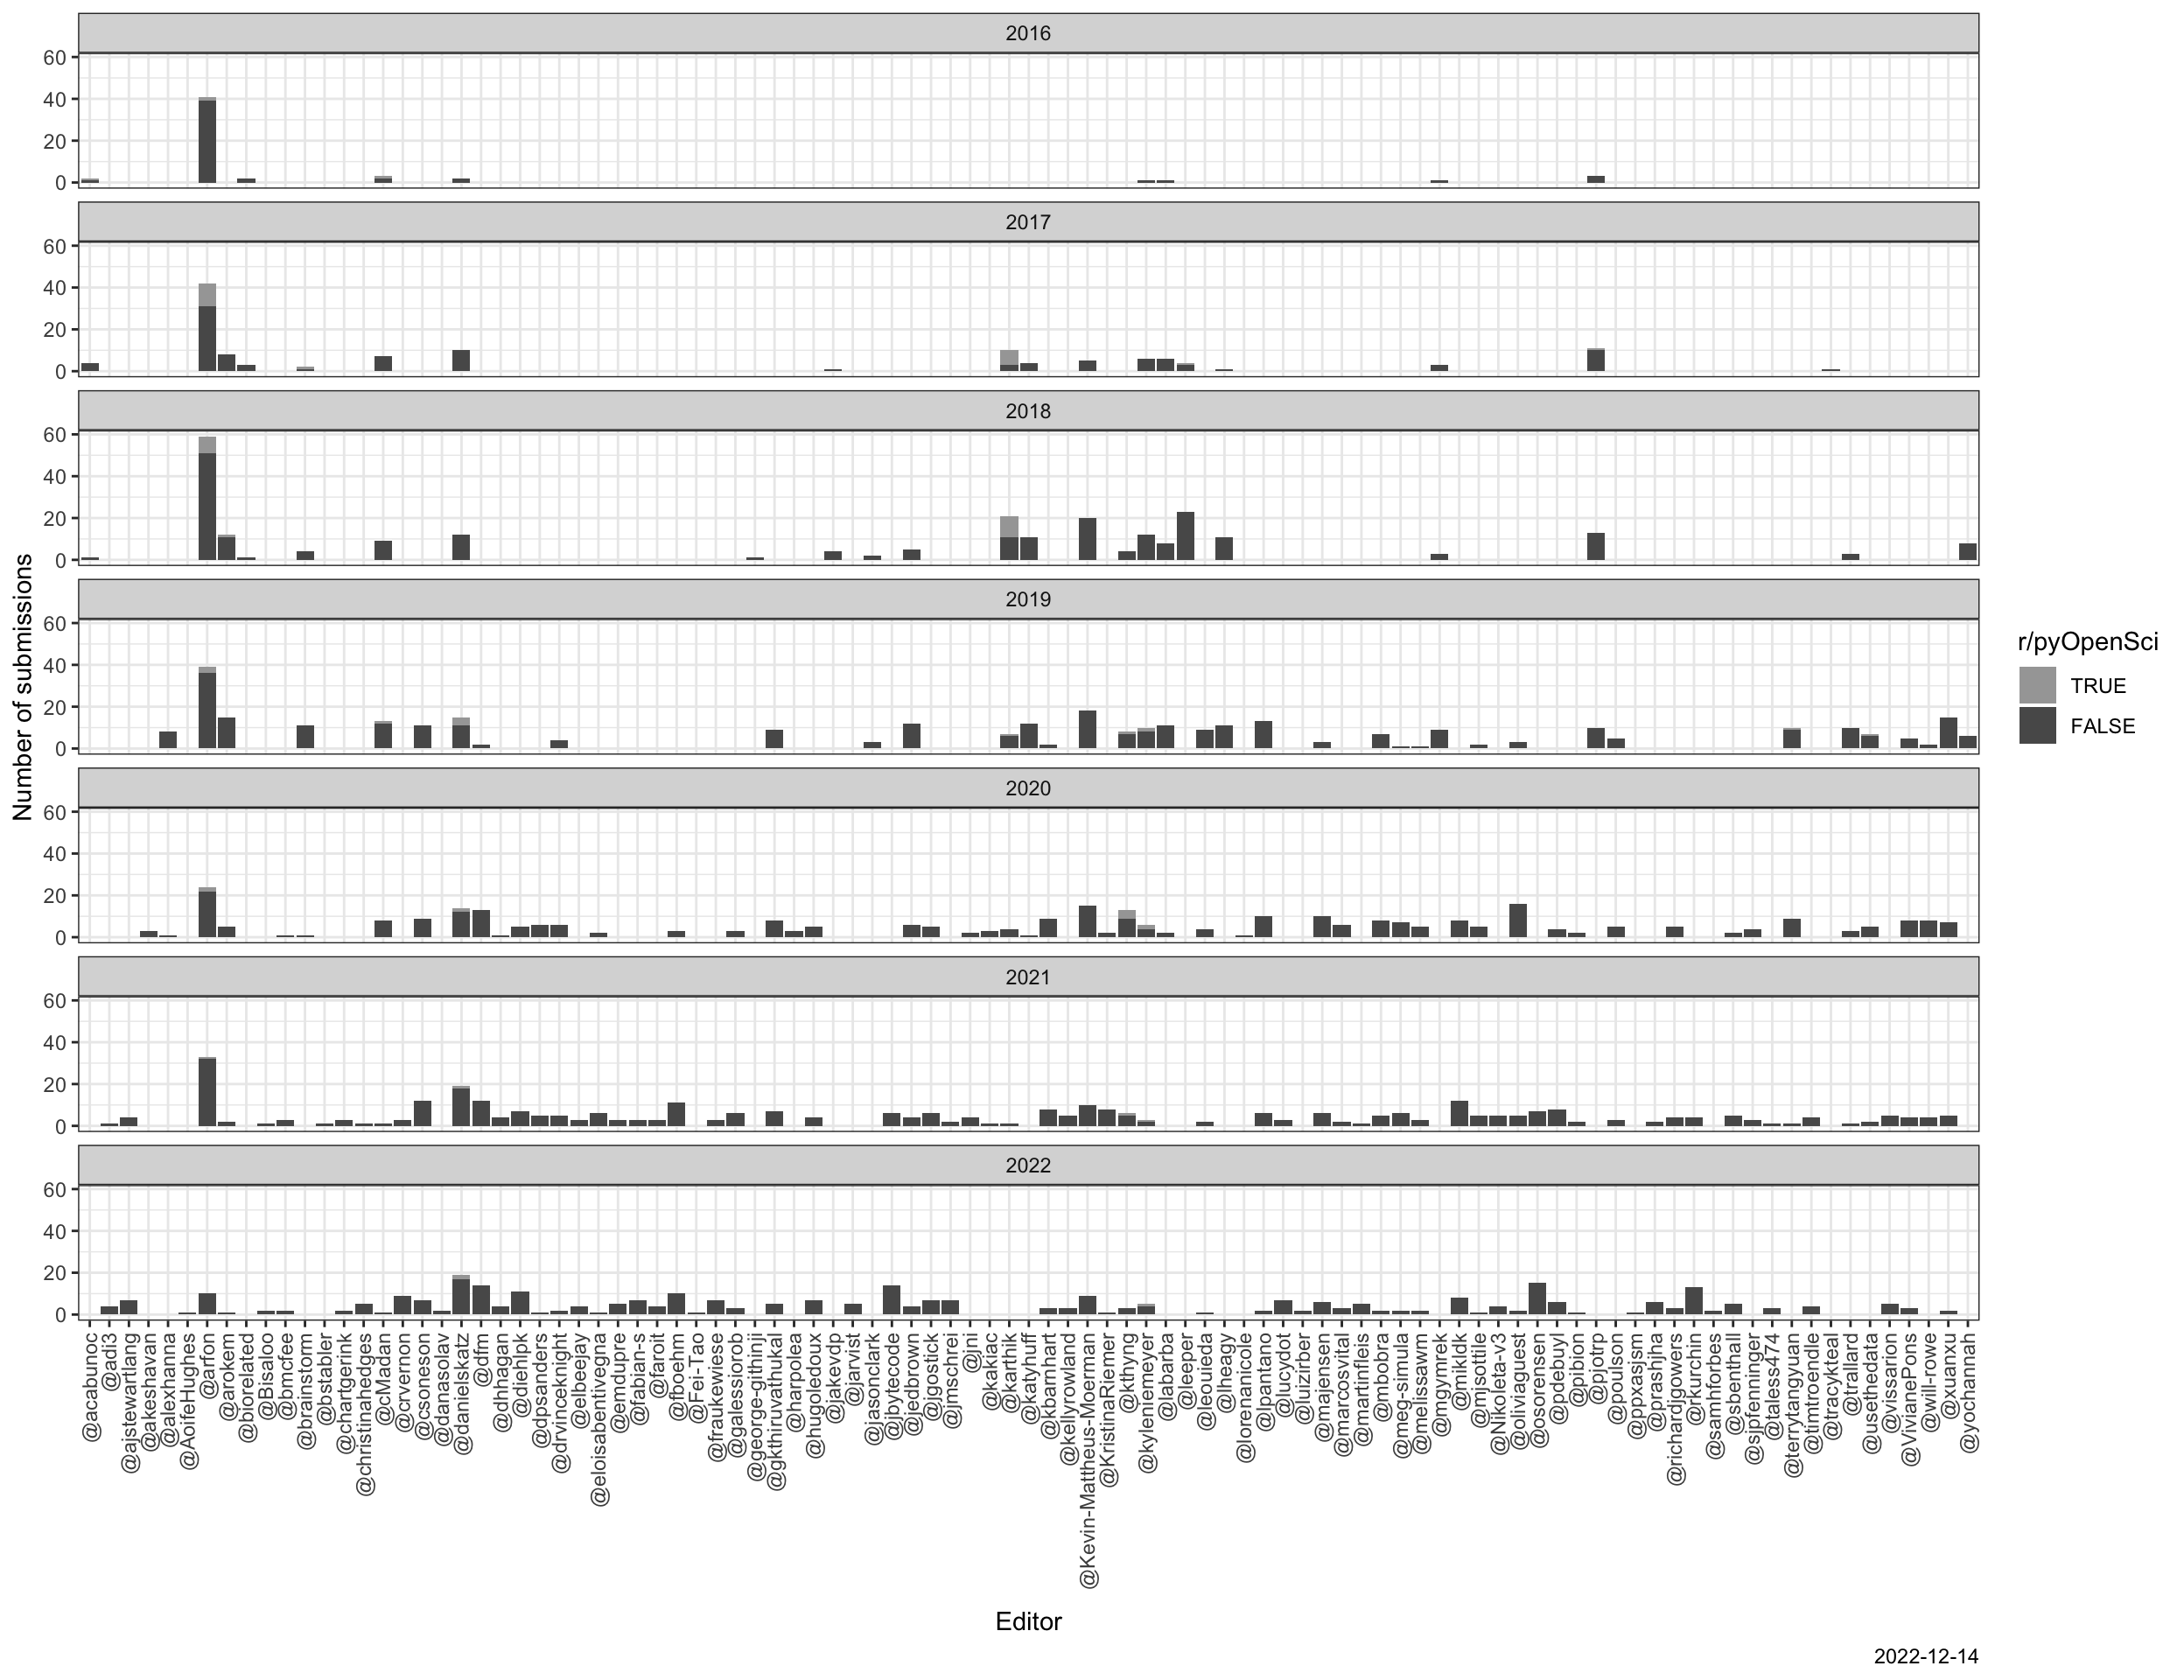 2016
60
40
20
0
2017
60
40
20
0
2018
60
40
20
0
2019
60
40
20
0
2020
60
40
20
0
2021
60
40
20
0
2022
60
40
20
0
Number of submissions
@acabunoc
@adi3
@ajstewartlang
@akeshavan
@alexhanna
@AoifeHughes
@arfon
@arokem
@biorelated
@Bisaloo
@bmcfee
@brainstorm
@bstabler
@chartgerink
@christinahedges
@cMadan
@crvernon
@csoneson
@danasolav
@danielskatz
@dfm
@dhhagan
@diehlpk
@dpsanders
@drvinceknight
@elbeejay
@eloisabentivegna
@emdupre
@fabian-s
@faroit
@fboehm
@Fei-Tao
@fraukewiese
@galessiorob
@george-githinji
@gkthiruvathukal
@harpolea
@hugoledoux
@jakevdp
@jarvist
@jasonclark
@jbytecode
@jedbrown
@jgostick
@jmschrei
@jni
@kakiac
@karthik
@katyhuff
@kbarnhart
@kellyrowland
@Kevin-Mattheus-Moerman
@KristinaRiemer
@kthyng
@kyleniemeyer
@labarba
@leeper
@leouieda
@lheagy
@lorenanicole
@lpantano
@lucydot
@luizirber
@majensen
@marcosvital
@martinfleis
@mbobra
@meg-simula
@melissawm
@mgymrek
@mikldk
@mjsottile
@Nikoleta-v3
@oliviaguest
@osorensen
@pdebuyl
@pibion
@pjotrp
@poulson
@ppxasjsm
@prashjha
@richardjgowers
@rkurchin
@samhforbes
@sbenthall
@sjpfenninger
@taless474
@terrytangyuan
@timtroendle
@tracykteal
@trallard
@usethedata
@vissarion
@VivianePons
@will-rowe
@xuanxu
@yochannah
Editor
r/pyOpenSci
TRUE
FALSE
2022-12-14